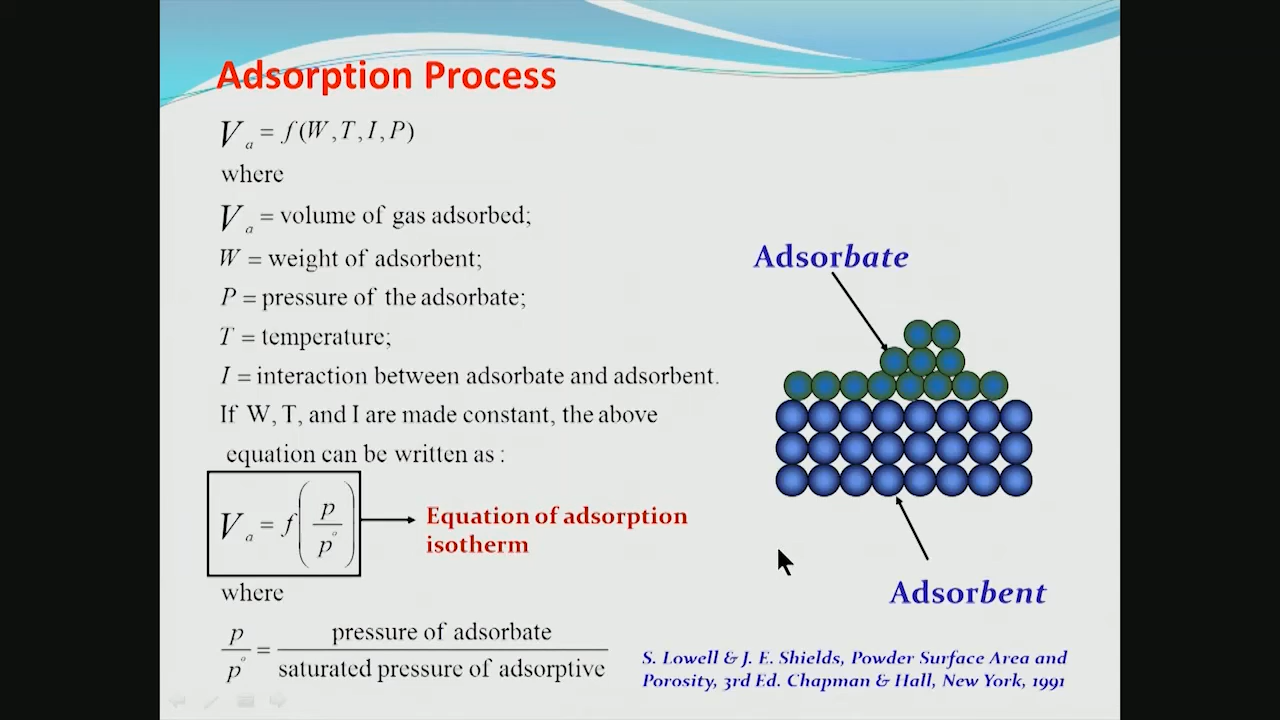 Adsorption Process
Va = f(W,T,I,P)
where
Va = volume of gas adsorbed;
W = weight of adsorbent;
P = pressure of the adsorbate;
T = temperature;
I = interaction between adsorbate and adsorbent.
If W, T, and I are made constant, the above
equation can be written as :
Va = f(p/p°)
Equation of adsorption
isotherm
where
p/p° = pressure of adsorbate / saturated pressure of adsorptive
Adsorbate
Adsorbent
S. Lowell & J. E. Shields, Powder Surface Area and
Porosity, 3rd Ed. Chapman & Hall, New York, 1991